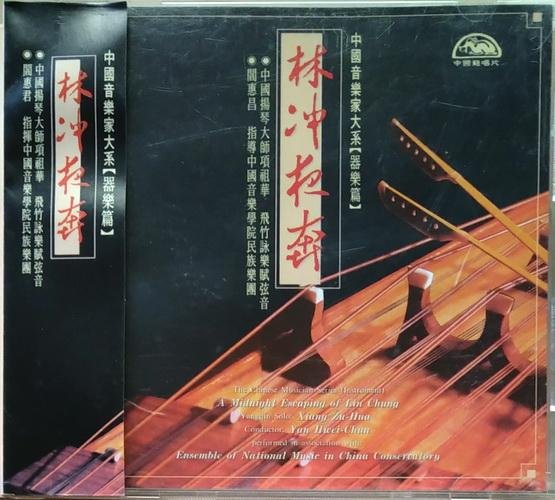 中國音樂家大系【器樂篇】
林冲夜奔
●中國揚琴大師項祖華 飛竹詠樂賦弦音
●閻惠君 指揮中國音樂學院民族樂團
中國龍唱片
中國音樂家大系【器樂篇】
林冲夜奔
●中國揚琴大師項祖華 飛竹詠樂賦弦音
●閻惠昌 指導中國音樂學院民族樂團
The Chinese Musician Series (Instrument)
A Midnight Escaping of Lin Chung
Yangqin Solo: Xiang Zu-Hua
Conductor: Yan Hwei-Chang
performed in association with:
Ensemble of National Music in China Conservatory